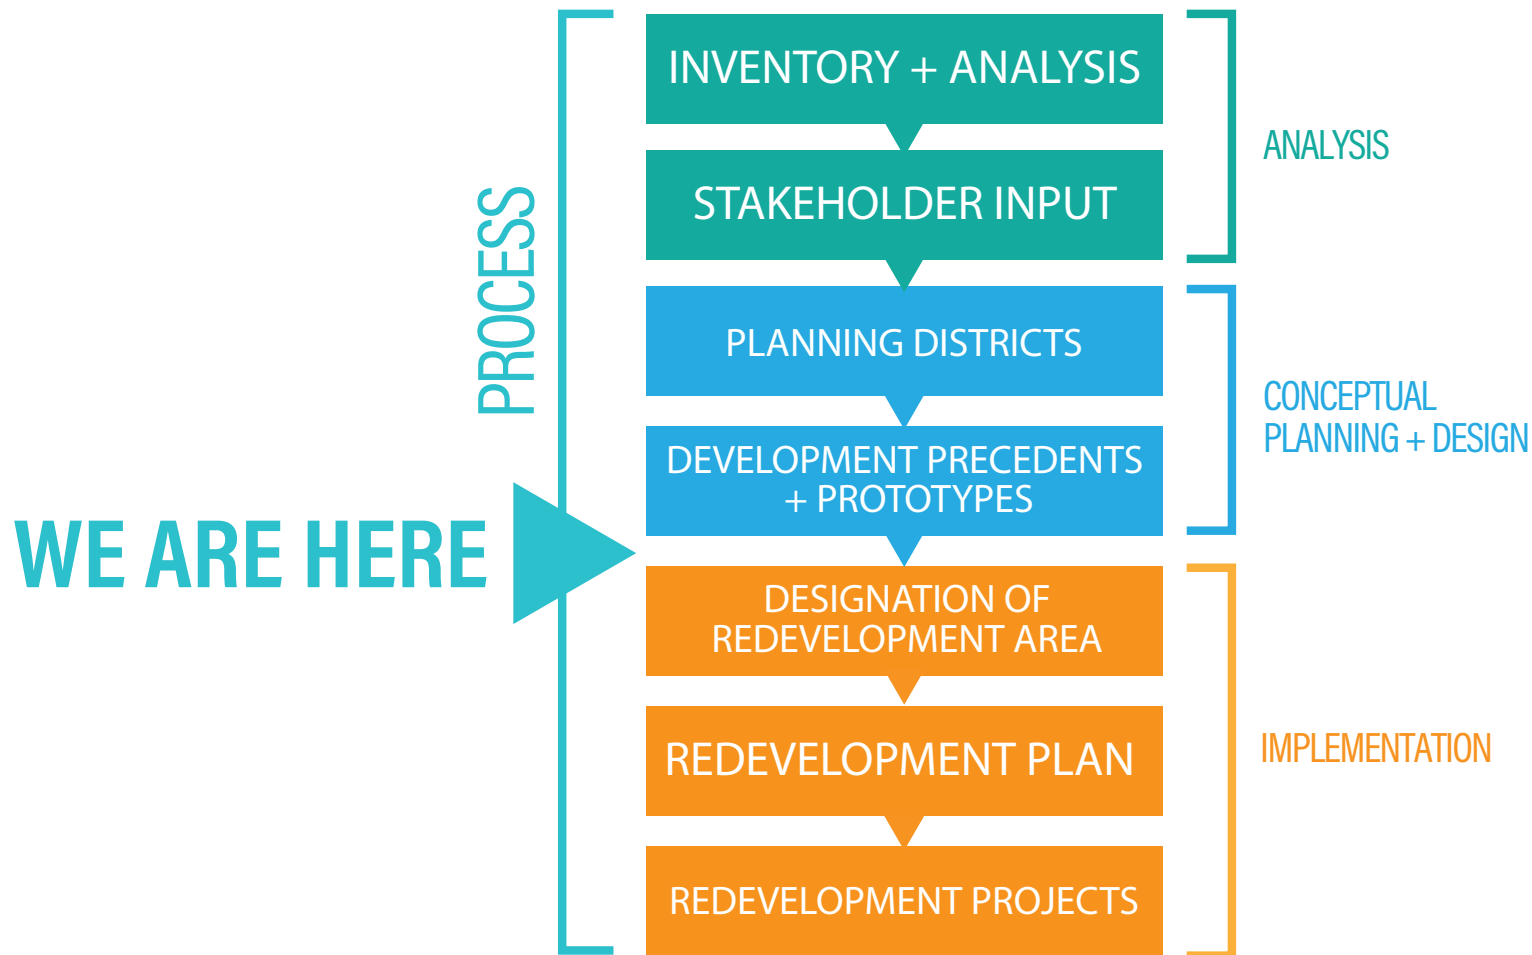 INVENTORY + ANALYSIS
STAKEHOLDER INPUT
ANALYSIS
PROCESS
PLANNING DISTRICTS
DEVELOPMENT PRECEDENTS
+ PROTOTYPES
CONCEPTUAL
PLANNING + DESIGN
WE ARE HERE
DESIGNATION OF
REDEVELOPMENT AREA
REDEVELOPMENT PLAN
REDEVELOPMENT PROJECTS
IMPLEMENTATION